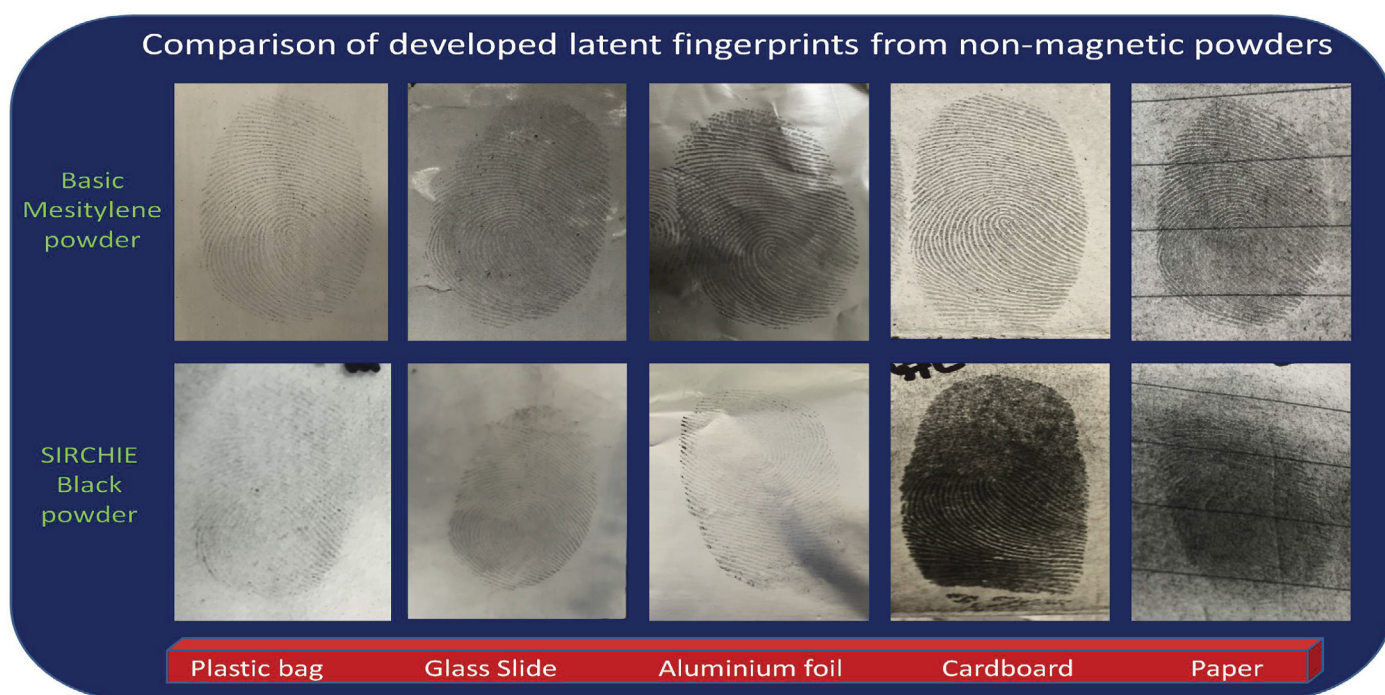 Comparison of developed latent fingerprints from non-magnetic powders
Basic
Mesitylene
powder
SIRCHIE
Black
powder
Plastic bag
Glass Slide
Aluminium foil
Cardboard
Paper